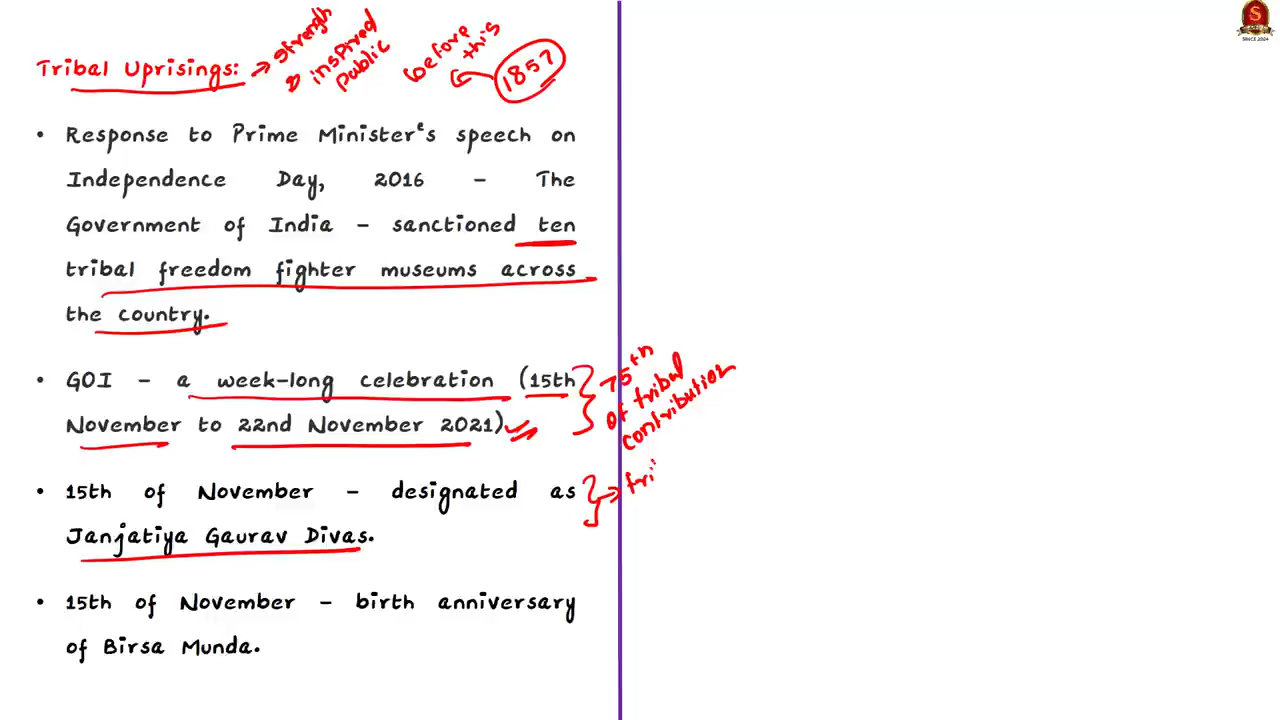 Tribal Uprisings: → strength
& inspired
public
before
this
1857
S
SINCE 2024
• Response to Prime Minister's speech on
Independence Day, 2016 – The
Government of India – sanctioned ten
tribal freedom fighter museums across
the country.
• GOI – a week-long celebration (15th
November to 22nd November 2021)
75th
of tribal
contribution
• 15th of November – designated as
Janjatiya Gaurav Divas.
→ tri
• 15th of November – birth anniversary
of Birsa Munda.